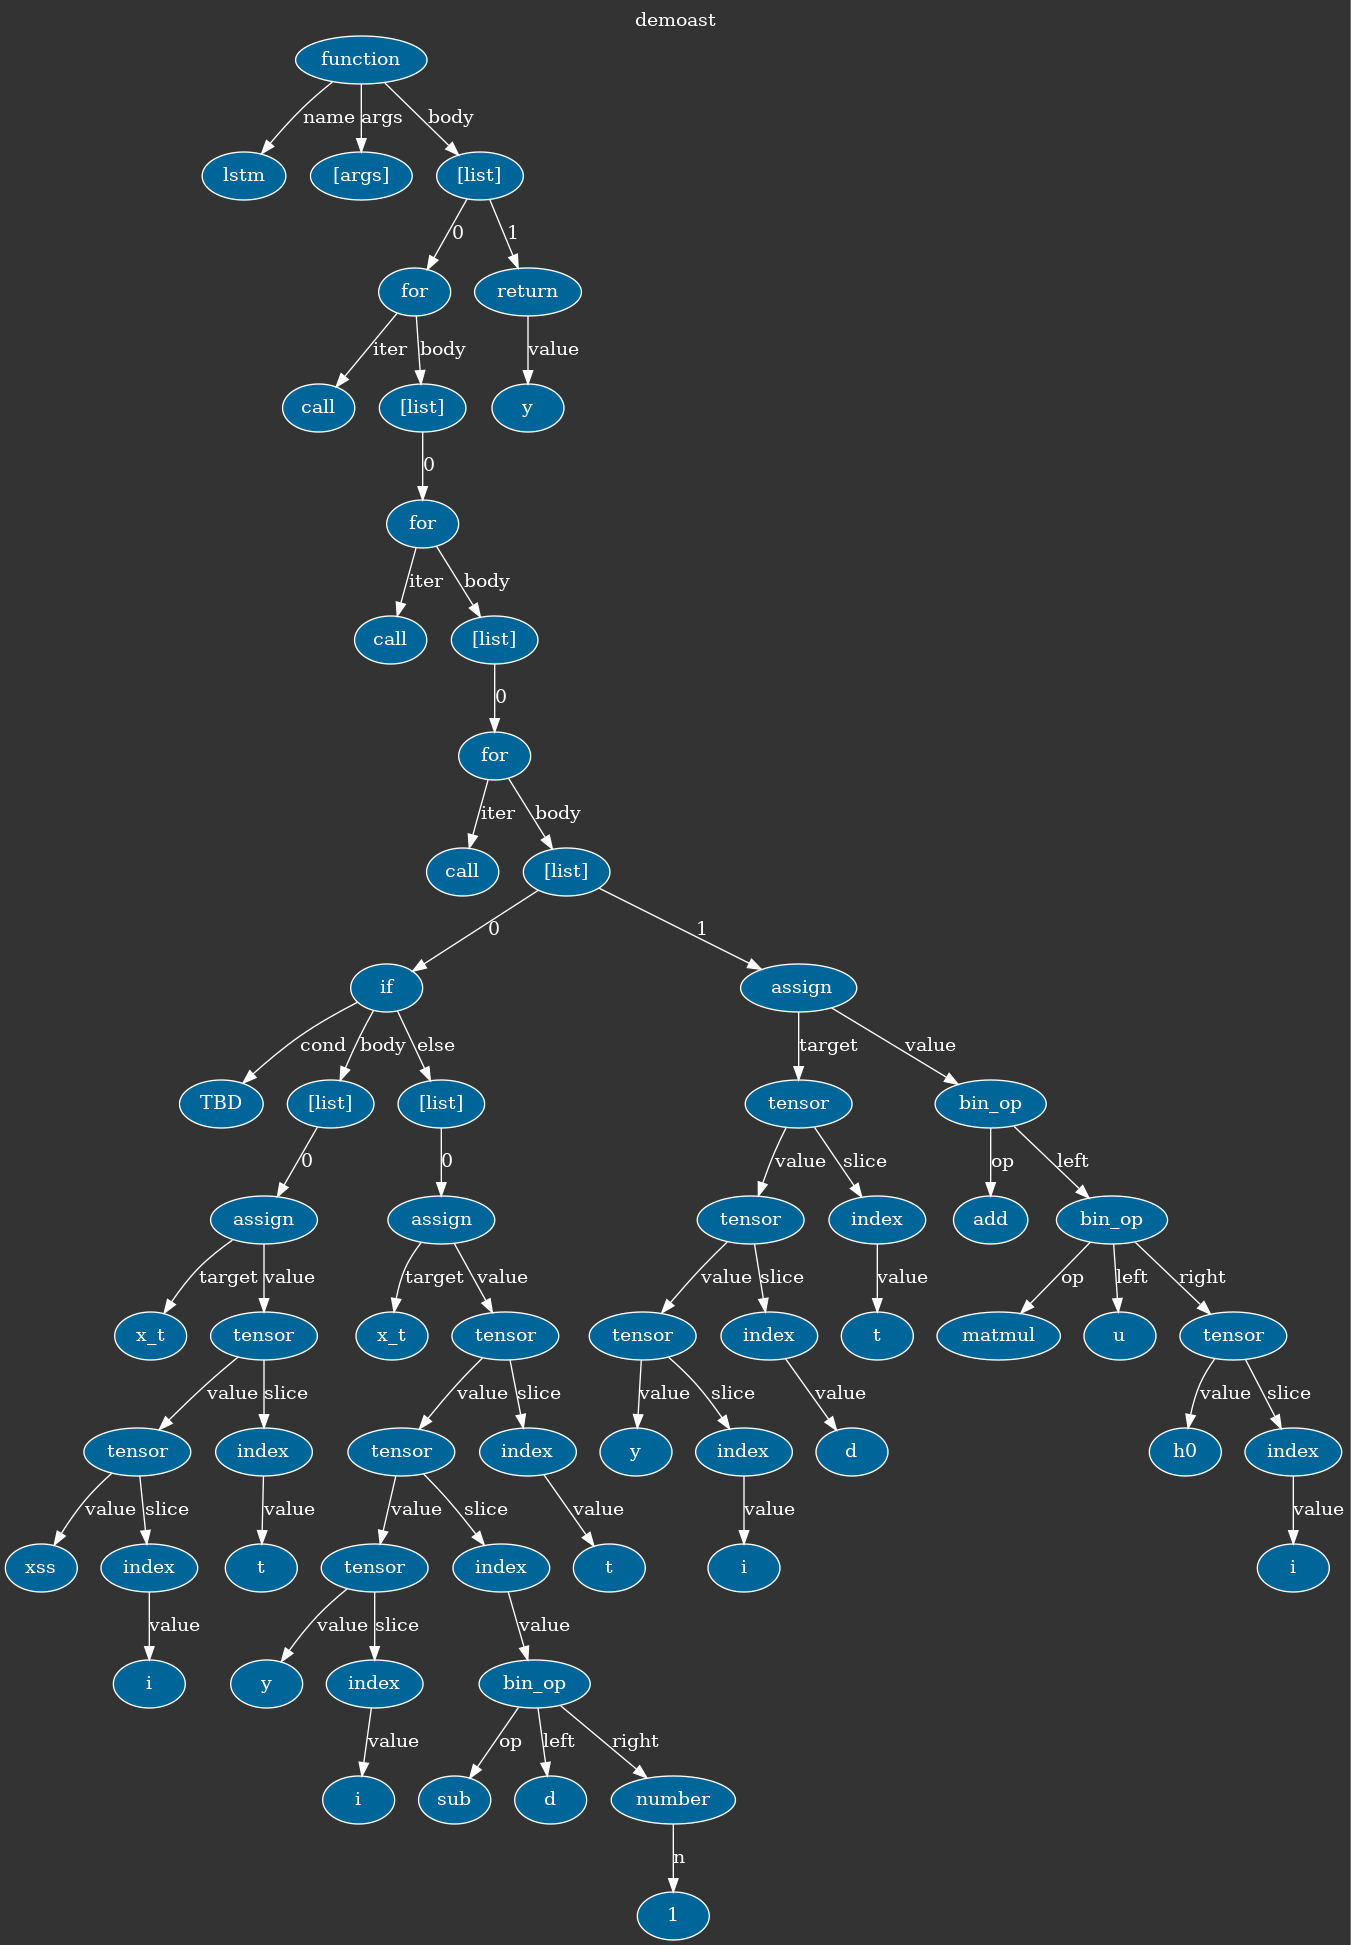 demoast
function
name args body
lstm [args] [list]
0 1
for return
iter body value
call [list] y
0
for
iter body
call [list]
0
for
iter body
call [list]
0 1
if assign
cond body else target value
TBD [list] [list] tensor bin_op
0 0 value slice op left
assign assign tensor index add bin_op
target value target value value slice value op left right
x_t tensor x_t tensor tensor index t matmul u tensor
value slice value slice value slice value value slice
tensor index tensor index y index d h0 index
value slice value value slice value value value
xss index t tensor index t i i
value value slice value
i y index bin_op
value op left right
i sub d number
n
1